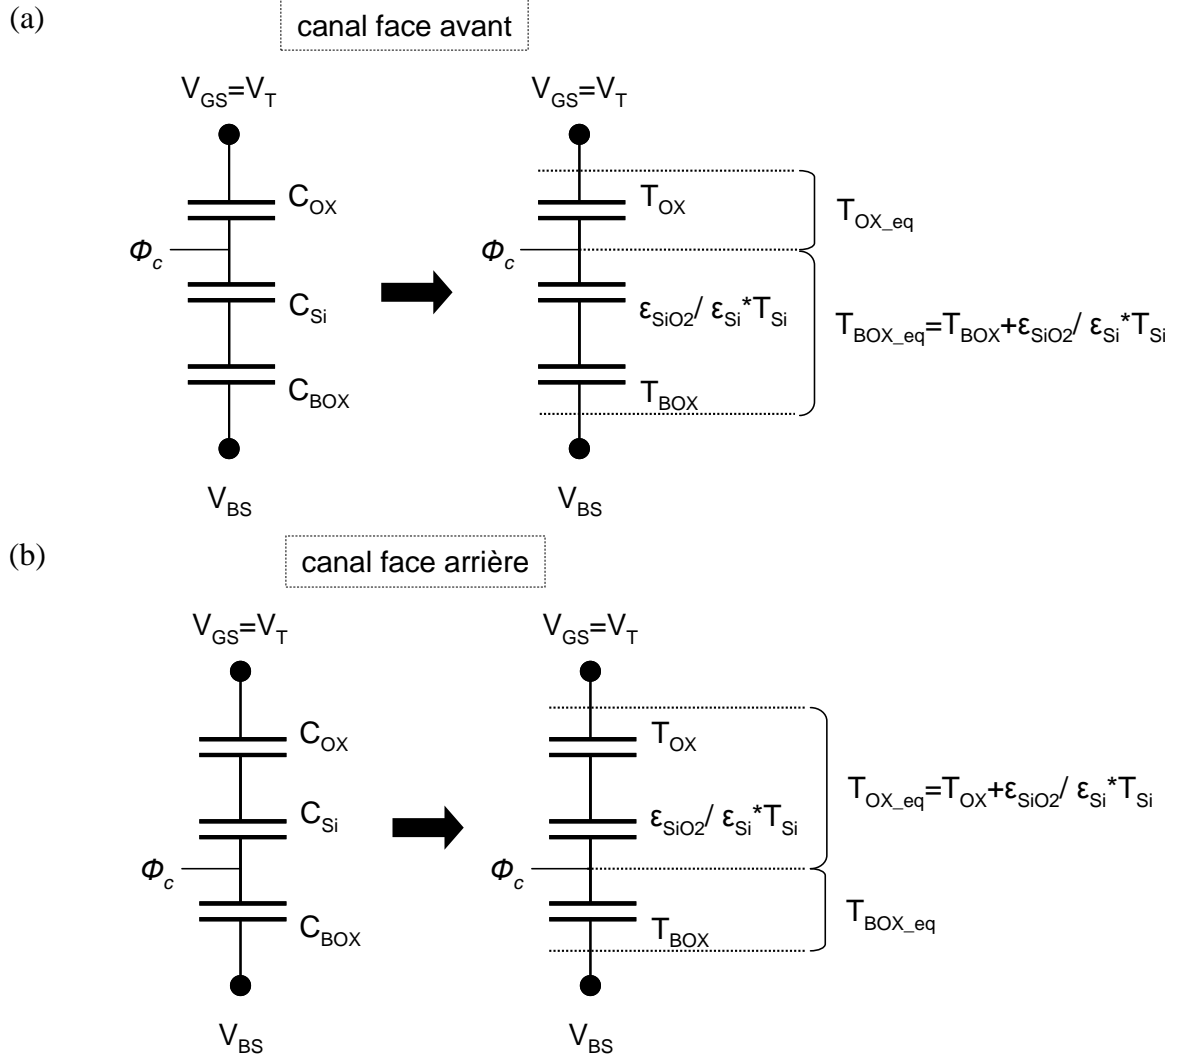 (a)
canal face avant
V_GS=V_T
V_GS=V_T
C_OX
T_OX
T_OX_eq
Φ_c
Φ_c
C_Si
ε_SiO2/ ε_Si*T_Si
T_BOX_eq=T_BOX+ε_SiO2/ ε_Si*T_Si
C_BOX
T_BOX
V_BS
V_BS
(b)
canal face arrière
V_GS=V_T
V_GS=V_T
C_OX
T_OX
T_OX_eq=T_OX+ε_SiO2/ ε_Si*T_Si
C_Si
ε_SiO2/ ε_Si*T_Si
Φ_c
Φ_c
C_BOX
T_BOX
T_BOX_eq
V_BS
V_BS